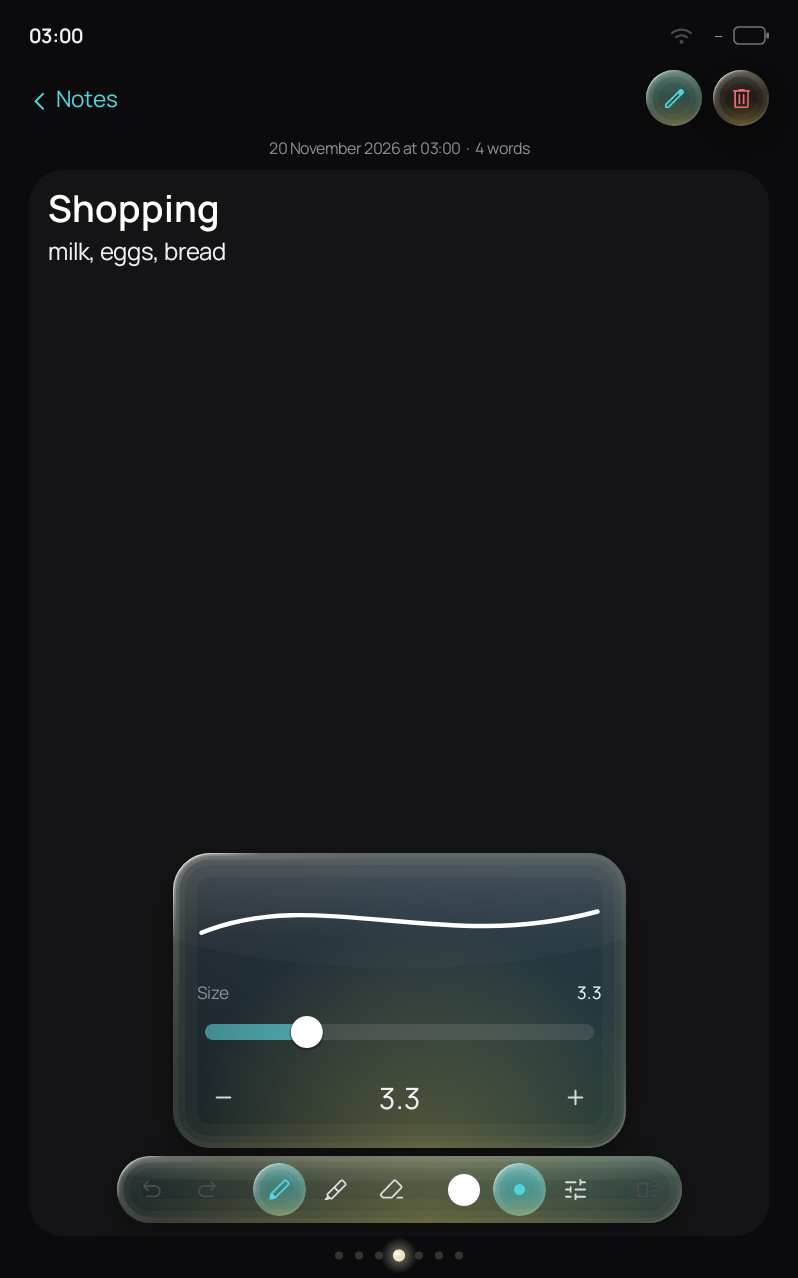 03:00
Notes
20 November 2026 at 03:00 · 4 words
Shopping
milk, eggs, bread
Size 3.3
− 3.3 +